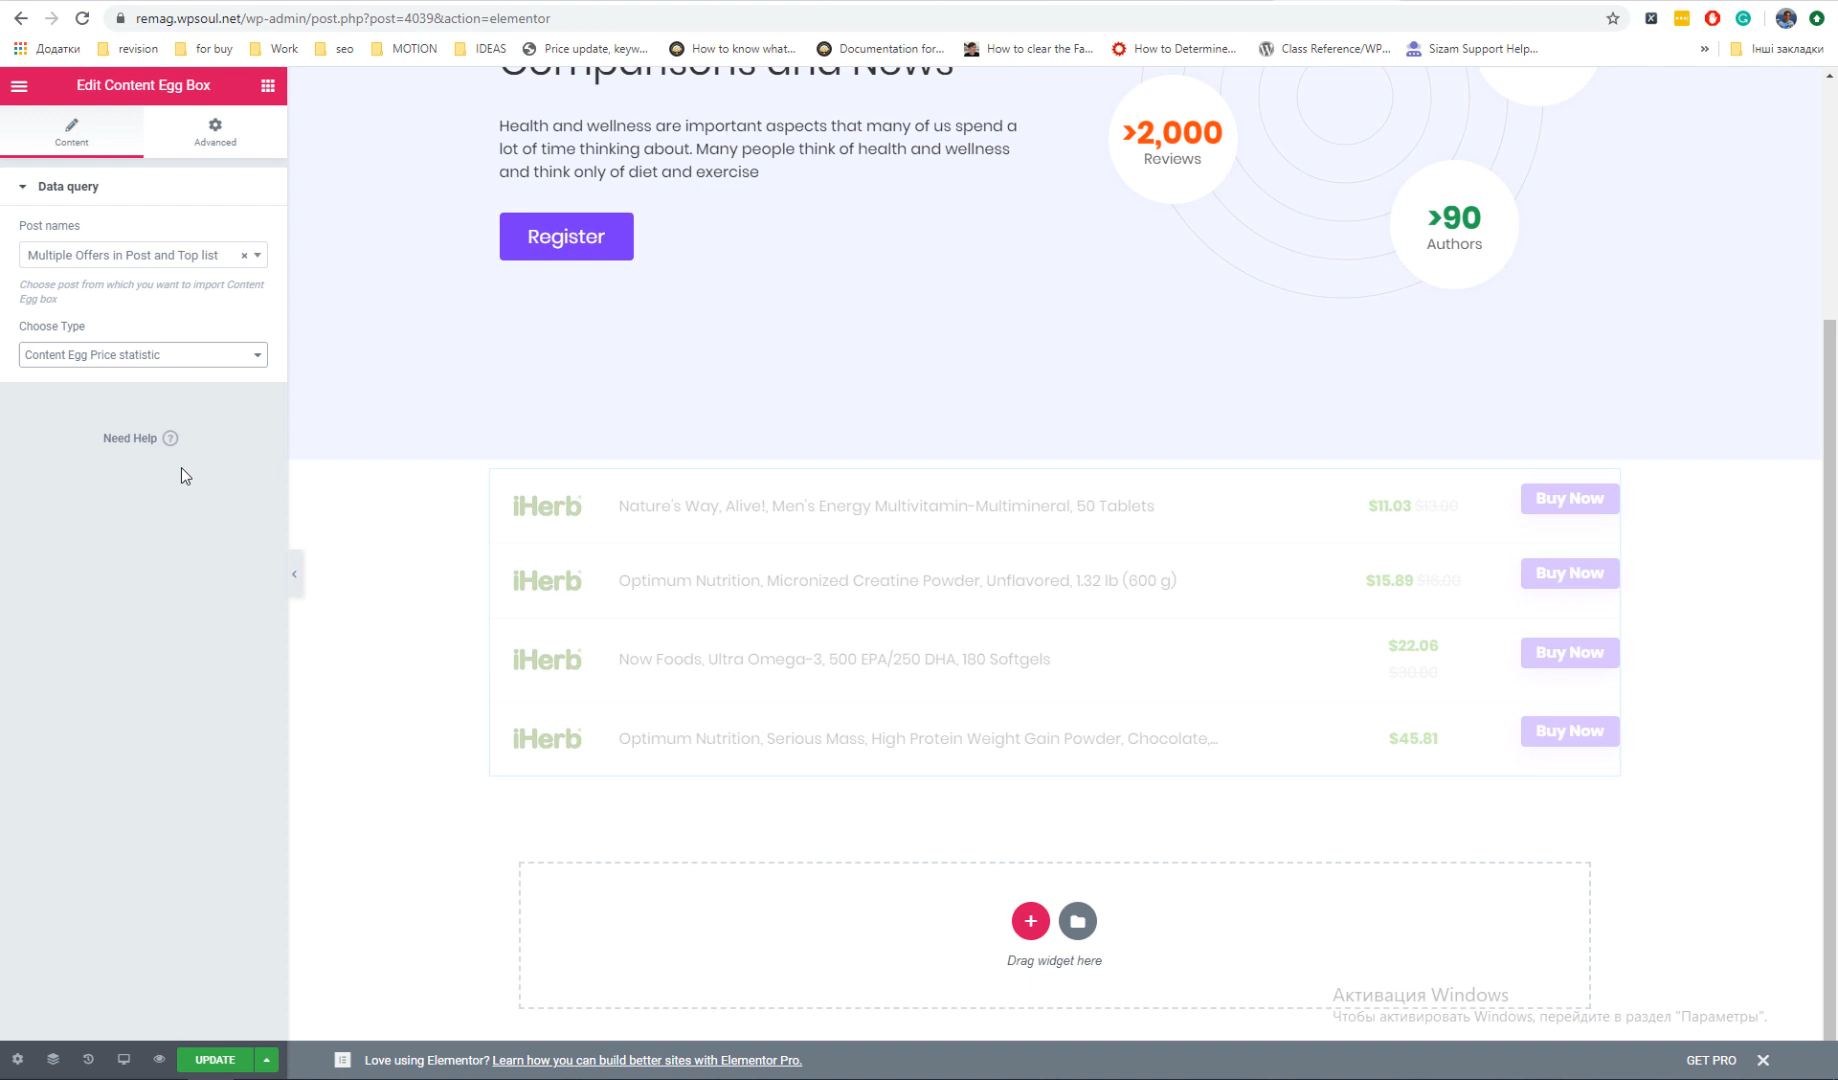 remag.wpsoul.net/wp-admin/post.php?post=4039&action=elementor
Додатки revision for buy Work seo MOTION IDEAS Price update, keyw... How to know what... Documentation for... How to clear the Fa... How to Determine... Class Reference/WP... Sizam Support Help... » Інші закладки
Edit Content Egg Box
Content Advanced
Data query
Post names
Multiple Offers in Post and Top list
Choose post from which you want to import Content
Egg box
Choose Type
Content Egg Price statistic
Need Help
Comparisons and News
Health and wellness are important aspects that many of us spend a
lot of time thinking about. Many people think of health and wellness
and think only of diet and exercise
Register
>2,000
Reviews
>90
Authors
iHerb Nature's Way, Alive!, Men's Energy Multivitamin-Multimineral, 50 Tablets $11.03 $13.00 Buy Now
iHerb Optimum Nutrition, Micronized Creatine Powder, Unflavored, 1.32 lb (600 g) $15.89 $18.00 Buy Now
iHerb Now Foods, Ultra Omega-3, 500 EPA/250 DHA, 180 Softgels $22.06 Buy Now
$30.00
iHerb Optimum Nutrition, Serious Mass, High Protein Weight Gain Powder, Chocolate,... $45.81 Buy Now
Drag widget here
Активация Windows
Чтобы активировать Windows, перейдите в раздел "Параметры".
UPDATE
Love using Elementor? Learn how you can build better sites with Elementor Pro.
GET PRO